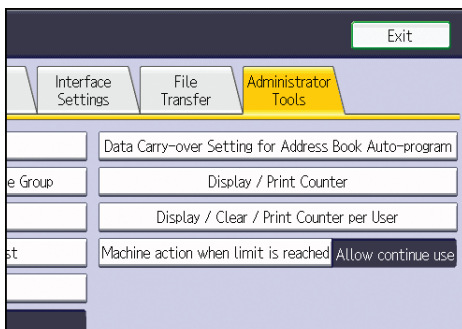 Exit
Interface
Settings
File
Transfer
Administrator
Tools
Data Carry-over Setting for Address Book Auto-program
e Group
Display / Print Counter
Display / Clear / Print Counter per User
st
Machine action when limit is reached Allow continue use